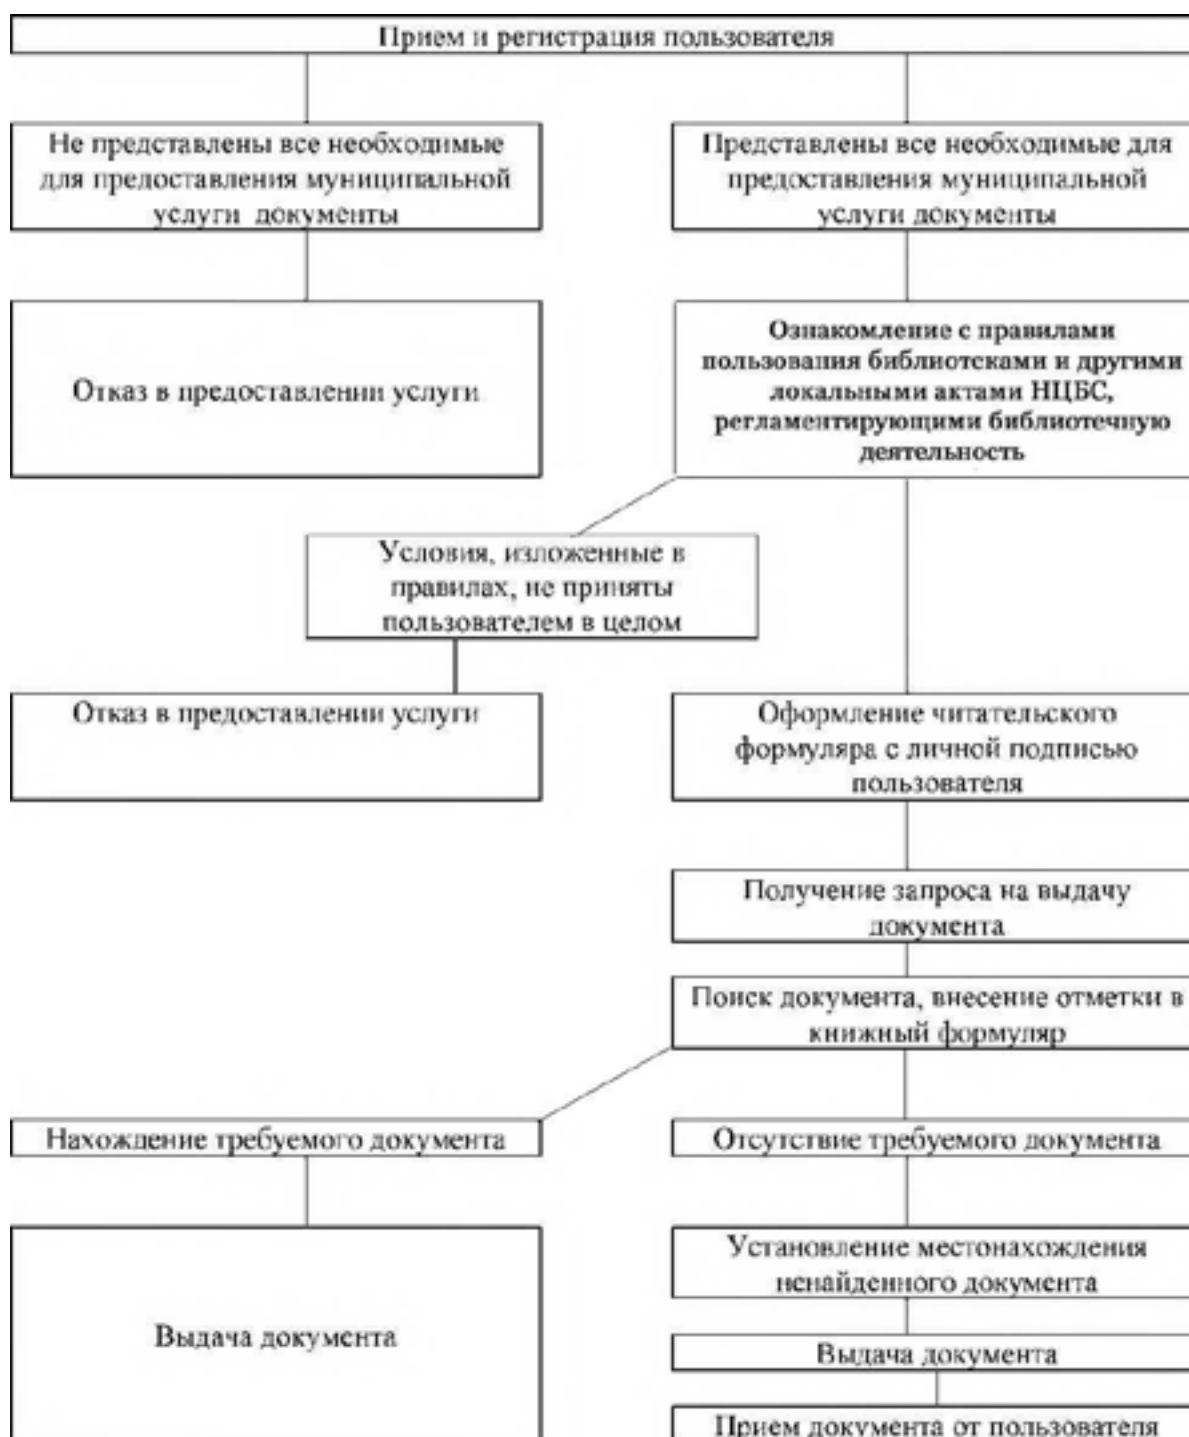 Прием и регистрация пользователя
Не представлены все необходимые
для предоставления муниципальной
услуги документы
Представлены все необходимые для
предоставления муниципальной
услуги документы
Отказ в предоставлении услуги
Ознакомление с правилами
пользования библиотеками и другими
локальными актами НЦБС,
регламентирующими библиотечную
деятельность
Условия, изложенные в
правилах, не приняты
пользователем в целом
Отказ в предоставлении услуги
Оформление читательского
формуляра с личной подписью
пользователя
Получение запроса на выдачу
документа
Поиск документа, внесение отметки в
книжный формуляр
Нахождение требуемого документа
Отсутствие требуемого документа
Установление местонахождения
ненайденного документа
Выдача документа
Выдача документа
Прием документа от пользователя